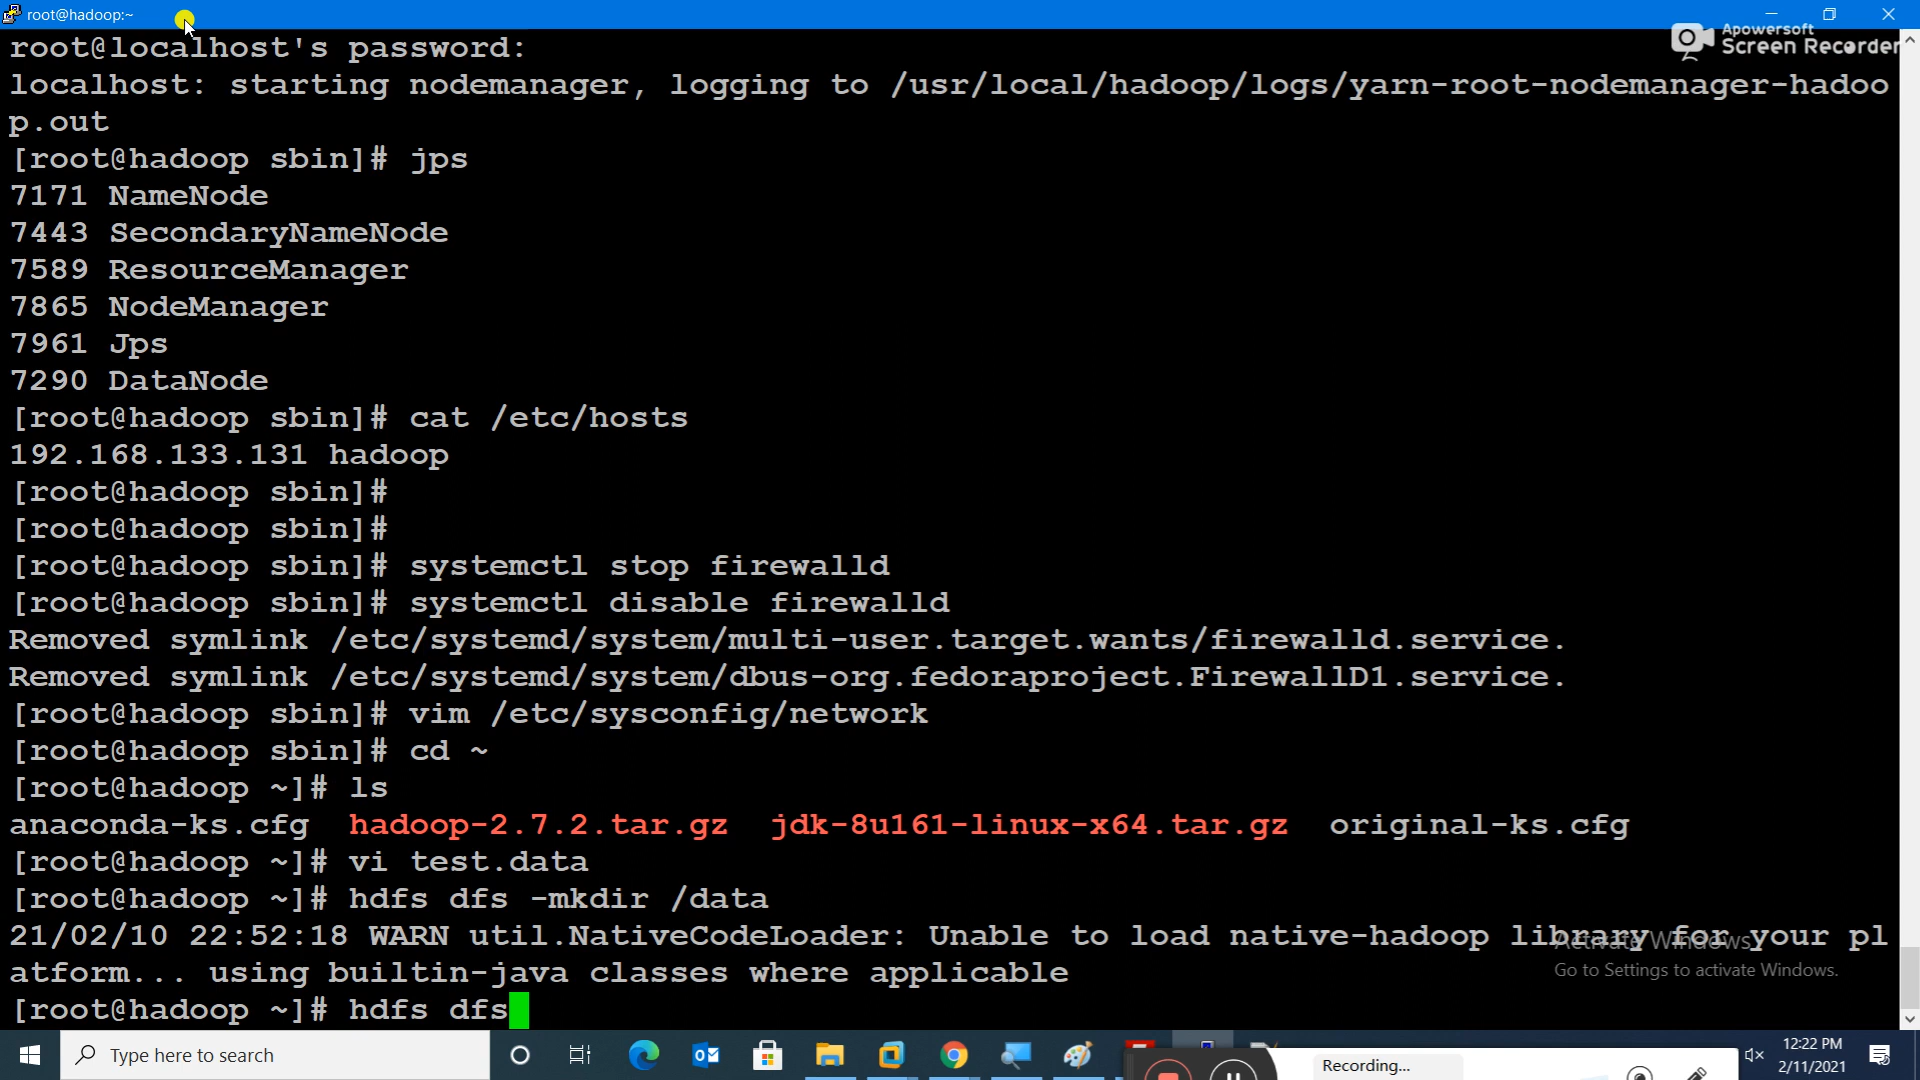 root@hadoop:~
Apowersoft
Screen Recorder
root@localhost's password:
localhost: starting nodemanager, logging to /usr/local/hadoop/logs/yarn-root-nodemanager-hadoo
p.out
[root@hadoop sbin]# jps
7171 NameNode
7443 SecondaryNameNode
7589 ResourceManager
7865 NodeManager
7961 Jps
7290 DataNode
[root@hadoop sbin]# cat /etc/hosts
192.168.133.131 hadoop
[root@hadoop sbin]#
[root@hadoop sbin]#
[root@hadoop sbin]# systemctl stop firewalld
[root@hadoop sbin]# systemctl disable firewalld
Removed symlink /etc/systemd/system/multi-user.target.wants/firewalld.service.
Removed symlink /etc/systemd/system/dbus-org.fedoraproject.FirewallD1.service.
[root@hadoop sbin]# vim /etc/sysconfig/network
[root@hadoop sbin]# cd ~
[root@hadoop ~]# ls
anaconda-ks.cfg  hadoop-2.7.2.tar.gz  jdk-8u161-linux-x64.tar.gz  original-ks.cfg
[root@hadoop ~]# vi test.data
[root@hadoop ~]# hdfs dfs -mkdir /data
21/02/10 22:52:18 WARN util.NativeCodeLoader: Unable to load native-hadoop library for your pl
atform... using builtin-java classes where applicable
[root@hadoop ~]# hdfs dfs
Activate Windows
Go to Settings to activate Windows.
Type here to search
Recording...
12:22 PM
2/11/2021